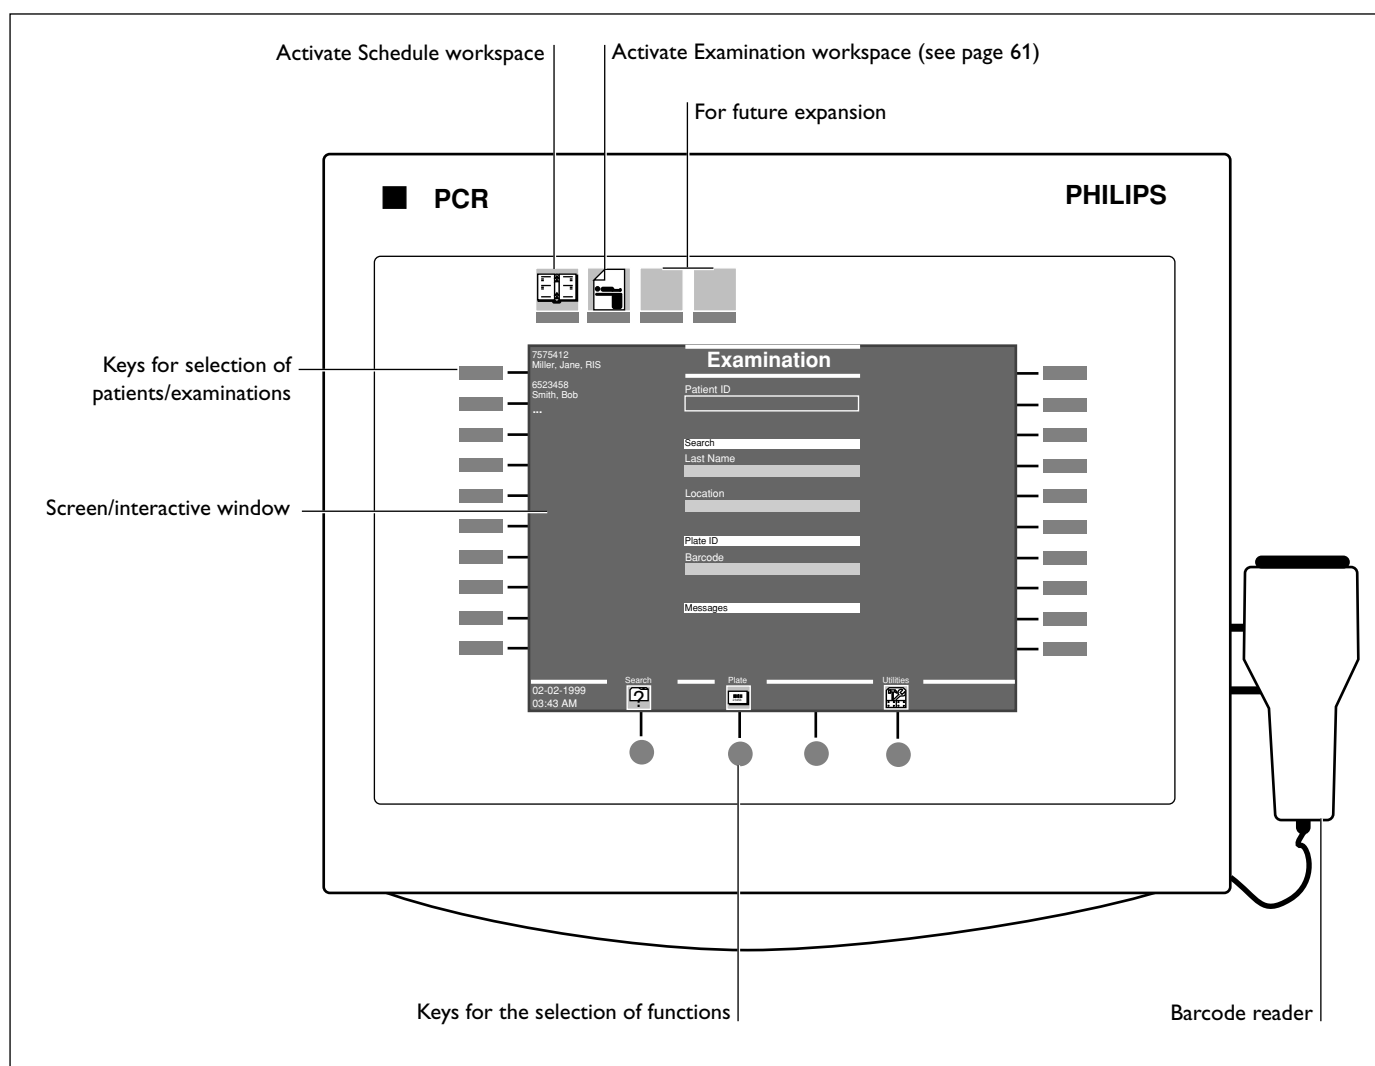 Activate Schedule workspace
Activate Examination workspace (see page 61)
For future expansion
PCR
PHILIPS
Keys for selection of
patients/examinations
7575412
Miller, Jane, RIS
6523458
Smith, Bob
...
Examination
Patient ID
Search
Last Name
Location
Plate ID
Barcode
Messages
Screen/interactive window
02-02-1999
03:43 AM
Search
Plate
Utilities
Keys for the selection of functions
Barcode reader